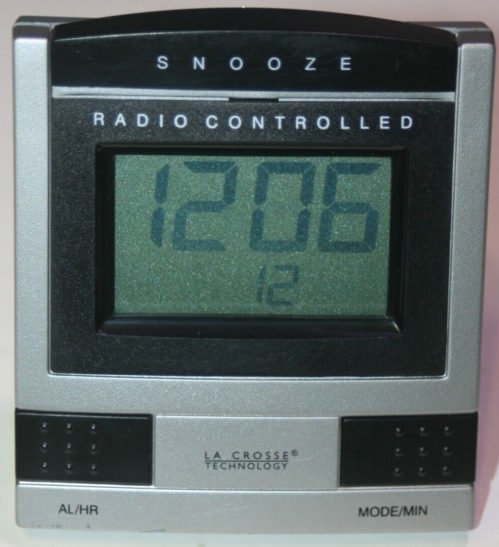 SNOOZE
RADIO CONTROLLED
1206
12
LA CROSSE®
TECHNOLOGY
AL/HR MODE/MIN